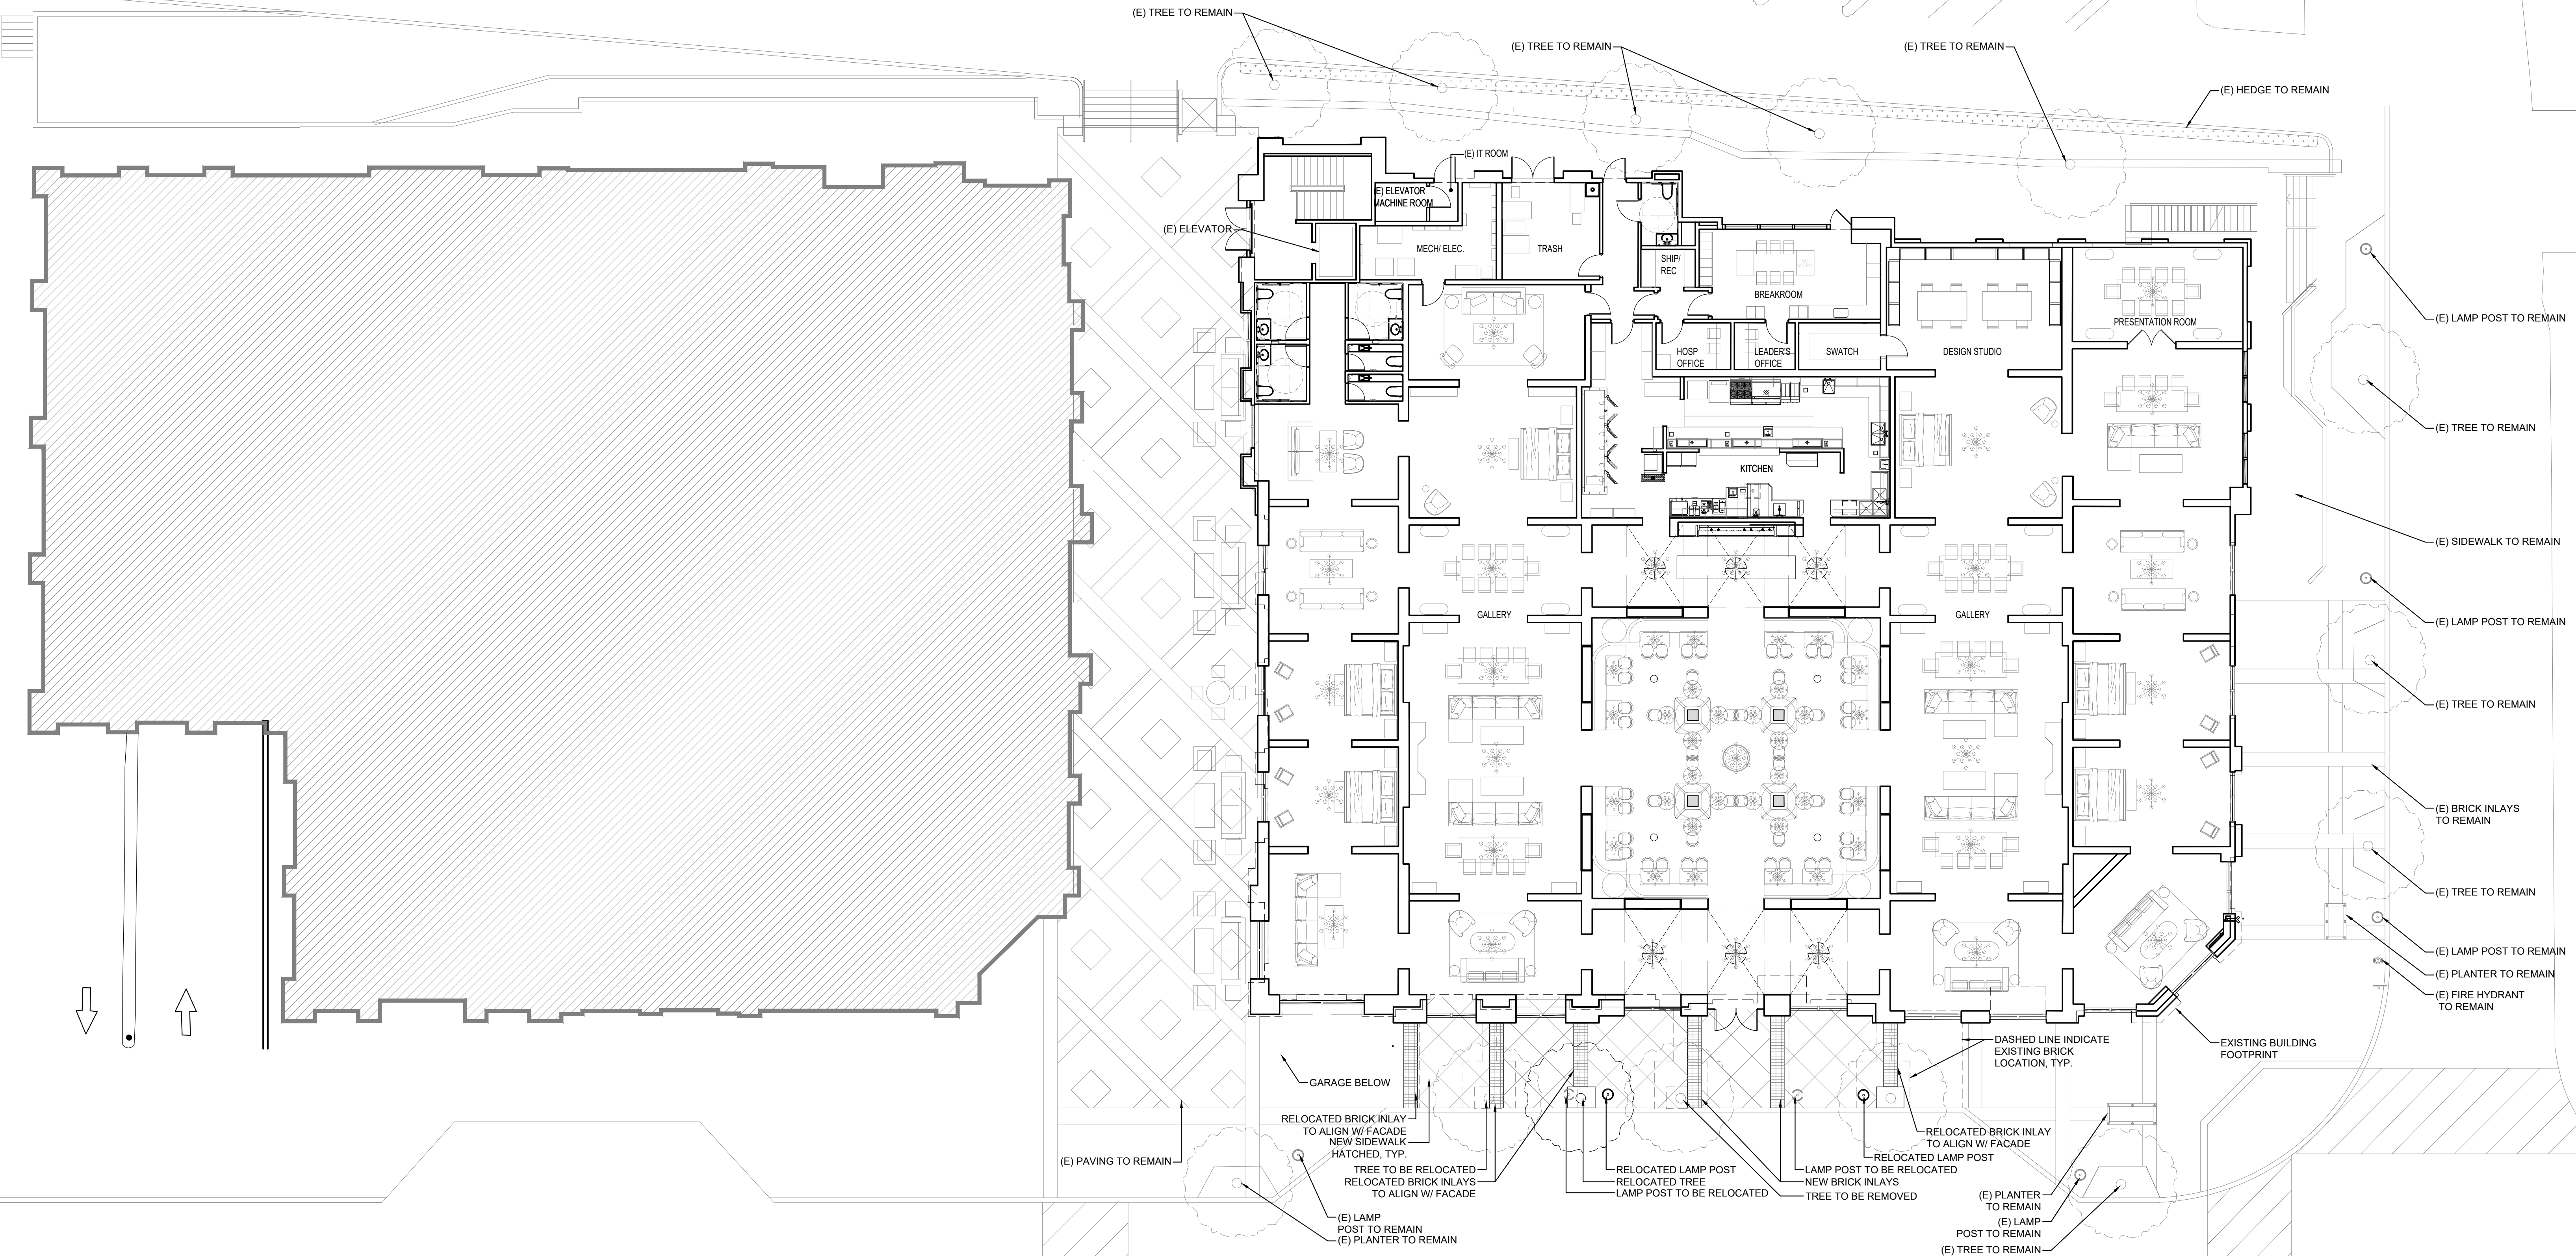 (E) TREE TO REMAIN
(E) TREE TO REMAIN
(E) TREE TO REMAIN
(E) HEDGE TO REMAIN
(E) IT ROOM
(E) ELEVATOR
MACHINE ROOM
(E) ELEVATOR
MECH/ ELEC.
TRASH
SHIP/
REC
BREAKROOM
PRESENTATION ROOM
HOSP
OFFICE
LEADER'S
OFFICE
SWATCH
DESIGN STUDIO
KITCHEN
GALLERY
GALLERY
(E) LAMP POST TO REMAIN
(E) TREE TO REMAIN
(E) SIDEWALK TO REMAIN
(E) LAMP POST TO REMAIN
(E) TREE TO REMAIN
(E) BRICK INLAYS
TO REMAIN
(E) TREE TO REMAIN
(E) LAMP POST TO REMAIN
(E) PLANTER TO REMAIN
(E) FIRE HYDRANT
TO REMAIN
EXISTING BUILDING
FOOTPRINT
DASHED LINE INDICATE
EXISTING BRICK
LOCATION, TYP.
GARAGE BELOW
RELOCATED BRICK INLAY
TO ALIGN W/ FACADE
NEW SIDEWALK
HATCHED, TYP.
TREE TO BE RELOCATED
RELOCATED BRICK INLAYS
TO ALIGN W/ FACADE
(E) PAVING TO REMAIN
RELOCATED LAMP POST
RELOCATED TREE
LAMP POST TO BE RELOCATED
RELOCATED BRICK INLAY
TO ALIGN W/ FACADE
RELOCATED LAMP POST
LAMP POST TO BE RELOCATED
NEW BRICK INLAYS
TREE TO BE REMOVED
(E) LAMP
POST TO REMAIN
(E) PLANTER TO REMAIN
(E) PLANTER
TO REMAIN
(E) LAMP
POST TO REMAIN
(E) TREE TO REMAIN